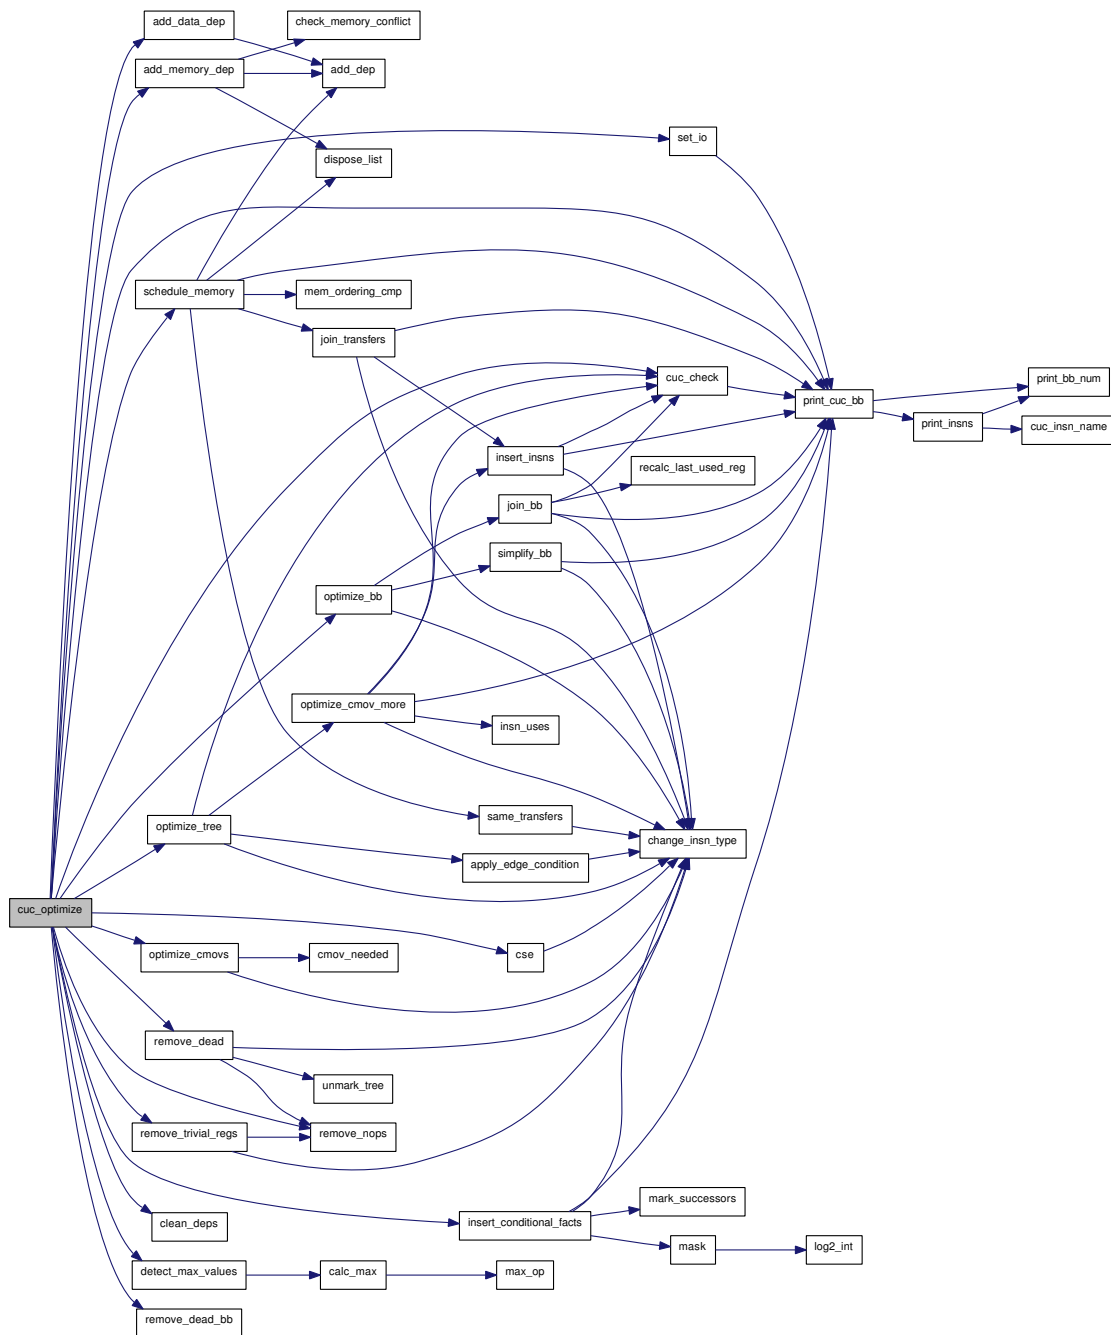 add_data_dep
check_memory_conflict
add_memory_dep
add_dep
set_io
dispose_list
schedule_memory
mem_ordering_cmp
join_transfers
cuc_check
print_bb_num
print_cuc_bb
print_insns
cuc_insn_name
insert_insns
recalc_last_used_reg
join_bb
simplify_bb
optimize_bb
optimize_cmov_more
insn_uses
same_transfers
optimize_tree
change_insn_type
apply_edge_condition
cuc_optimize
optimize_cmovs
cmov_needed
cse
remove_dead
unmark_tree
remove_trivial_regs
remove_nops
mark_successors
clean_deps
insert_conditional_facts
mask
log2_int
detect_max_values
calc_max
max_op
remove_dead_bb